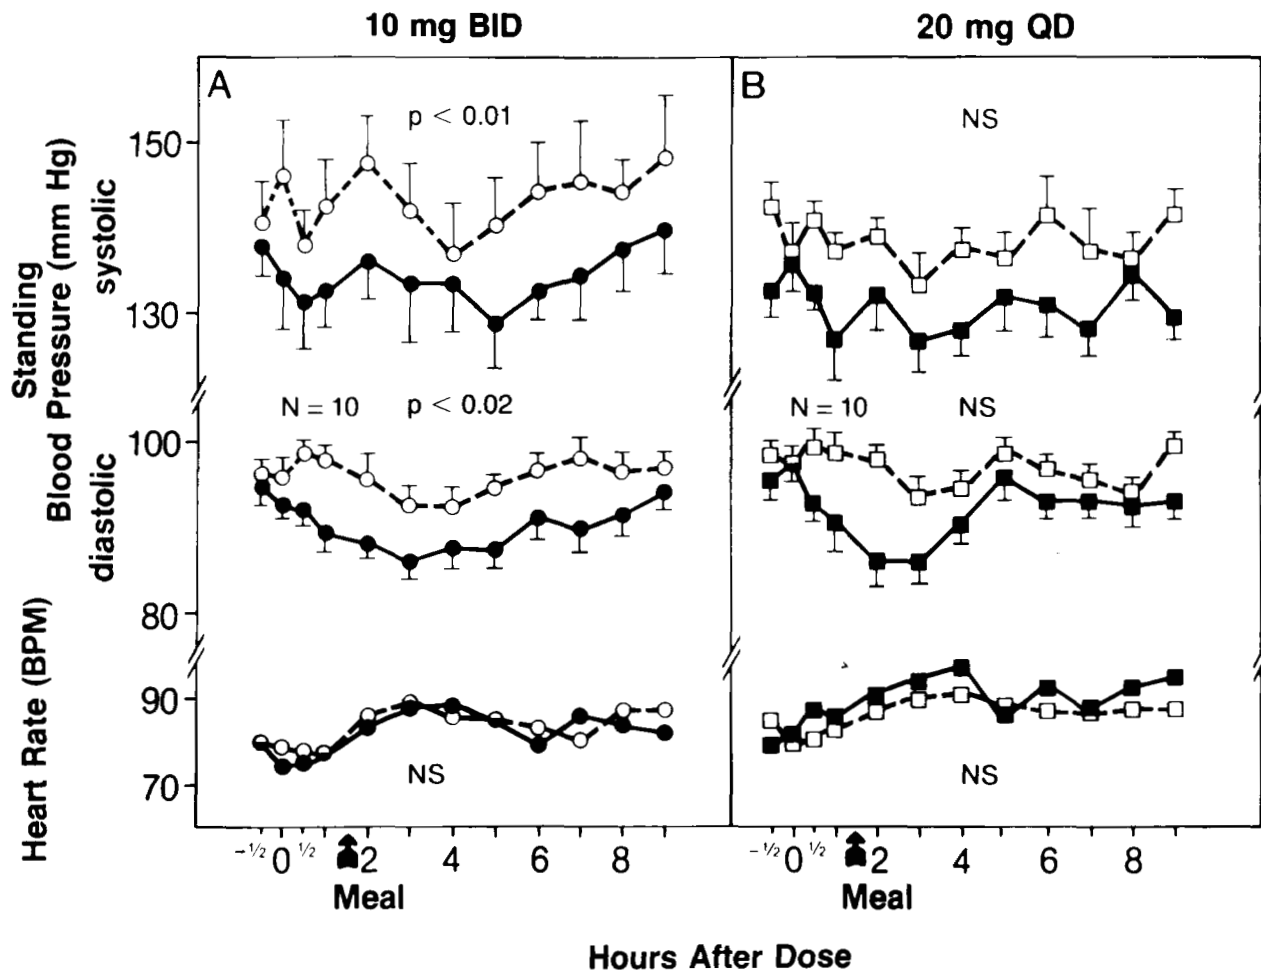 10 mg BID
20 mg QD
A
B
p < 0.01
NS
150
130
Standing
Blood Pressure (mm Hg)
systolic
N = 10
p < 0.02
N = 10
NS
100
80
diastolic
Heart Rate (BPM)
90
70
NS
NS
-½ 0 ½ 2 4 6 8
-½ 0 ½ 2 4 6 8
Meal
Meal
Hours After Dose